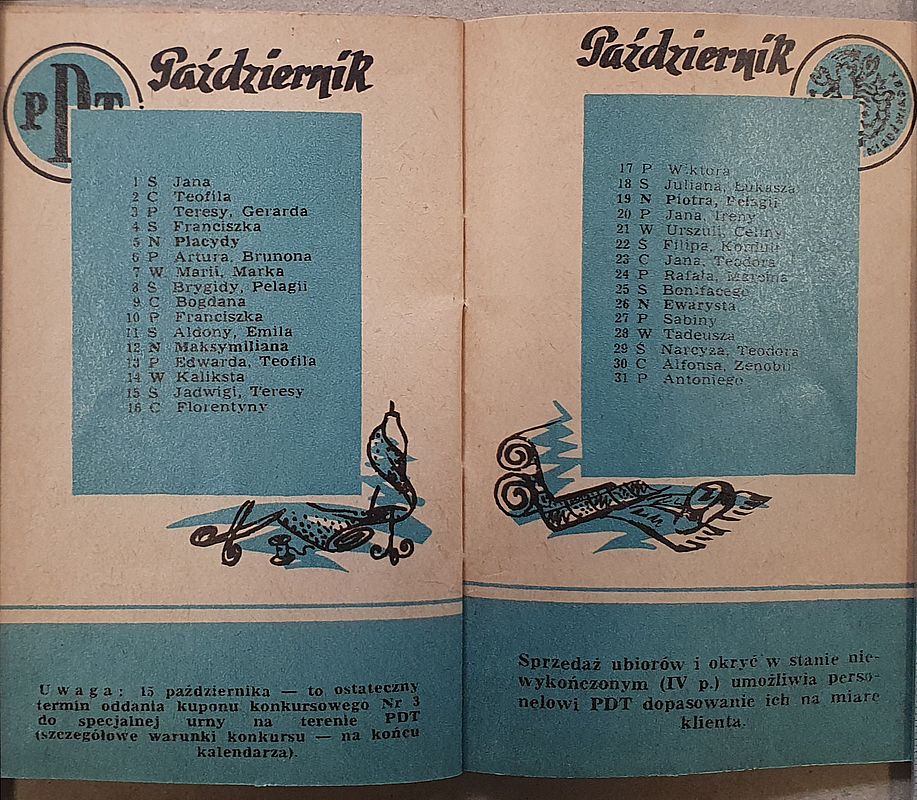 PDT
Październik
1 S Jana
2 C Teofila
3 P Teresy, Gerarda
4 S Franciszka
5 N Placydy
6 P Artura, Brunona
7 W Marii, Marka
8 S Brygidy, Pelagii
9 C Bogdana
10 P Franciszka
11 S Aldony, Emila
12 N Maksymiliana
13 P Edwarda, Teofila
14 W Kaliksta
15 S Jadwigi, Teresy
16 C Florentyny
Uwaga: 15 października — to ostateczny
termin oddania kuponu konkursowego Nr 3
do specjalnej urny na terenie PDT
(szczegółowe warunki konkursu — na końcu
kalendarza).
Październik
17 P Wiktora
18 S Juliana, Łukasza
19 N Piotra, Pelagii
20 P Jana, Ireny
21 W Urszuli, Celiny
22 S Filipa, Korduli
23 C Jana, Teodora
24 P Rafała, Marcina
25 S Bonifacego
26 N Ewarysta
27 P Sabiny
28 W Tadeusza
29 S Narcyza, Teodora
30 C Alfonsa, Zenobii
31 P Antoniego
Sprzedaż ubiorów i okryć w stanie nie-
wykończonym (IV p.) umożliwia perso-
nelowi PDT dopasowanie ich na miarę
klienta.